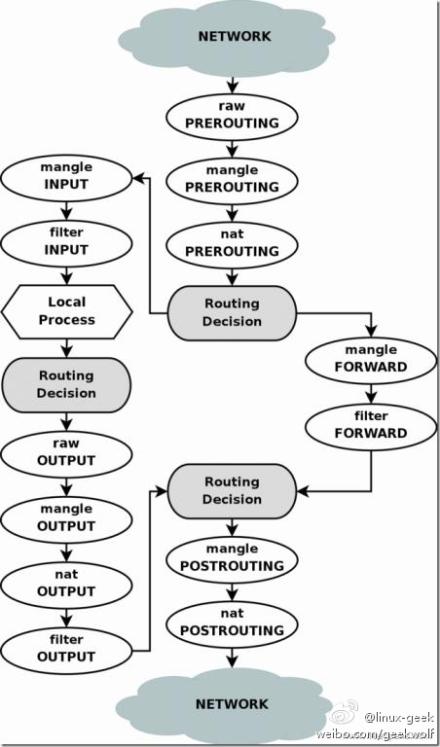 NETWORK
raw
PREROUTING
mangle
PREROUTING
nat
PREROUTING
Routing
Decision
mangle
INPUT
filter
INPUT
Local
Process
Routing
Decision
raw
OUTPUT
mangle
OUTPUT
nat
OUTPUT
filter
OUTPUT
mangle
FORWARD
filter
FORWARD
Routing
Decision
mangle
POSTROUTING
nat
POSTROUTING
NETWORK
@linux-geek
weibo.com/geekwolf